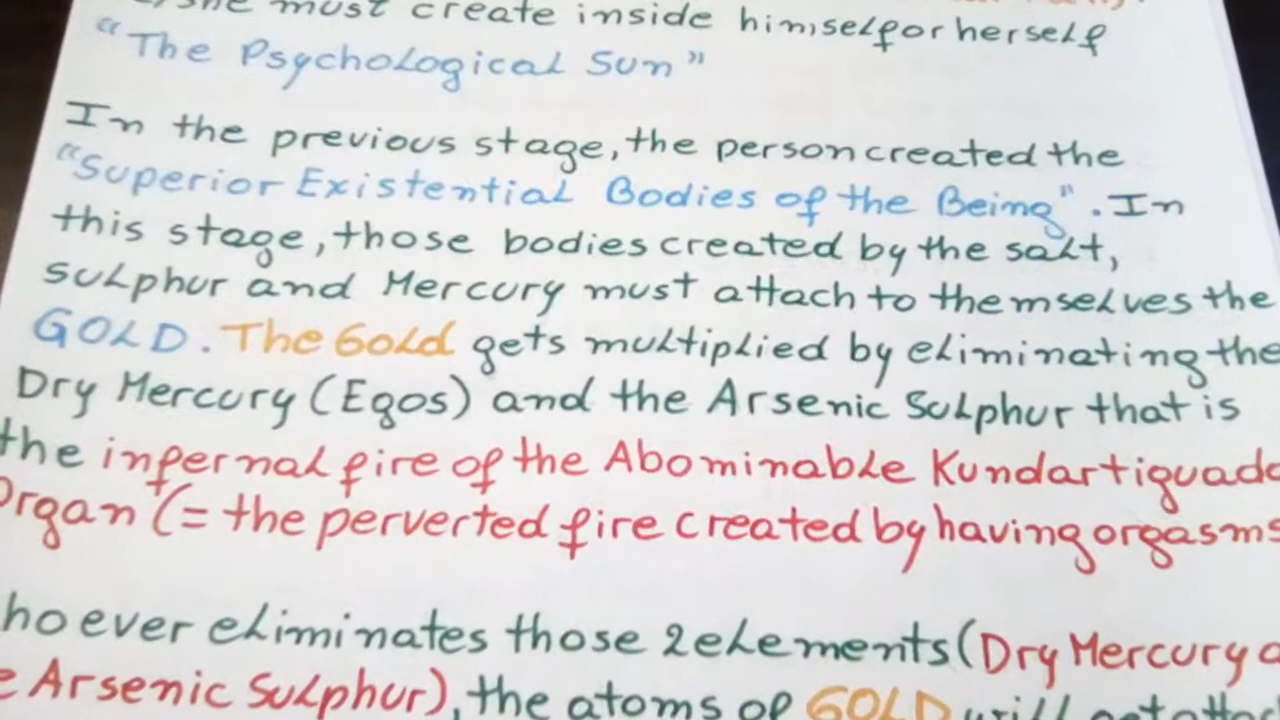 she must create inside himself or herself
"The Psychological Sun"
In the previous stage, the person created the
"Superior Existential Bodies of the Being". In
this stage, those bodies created by the salt,
sulphur and Mercury must attach to themselves the
GOLD. The Gold gets multiplied by eliminating the
Dry Mercury (Egos) and the Arsenic Sulphur that is
the infernal fire of the Abominable Kundartiguado
Organ (= the perverted fire created by having orgasms
hoever eliminates those 2 elements (Dry Mercury a
e Arsenic Sulphur), the atoms of GOLD will